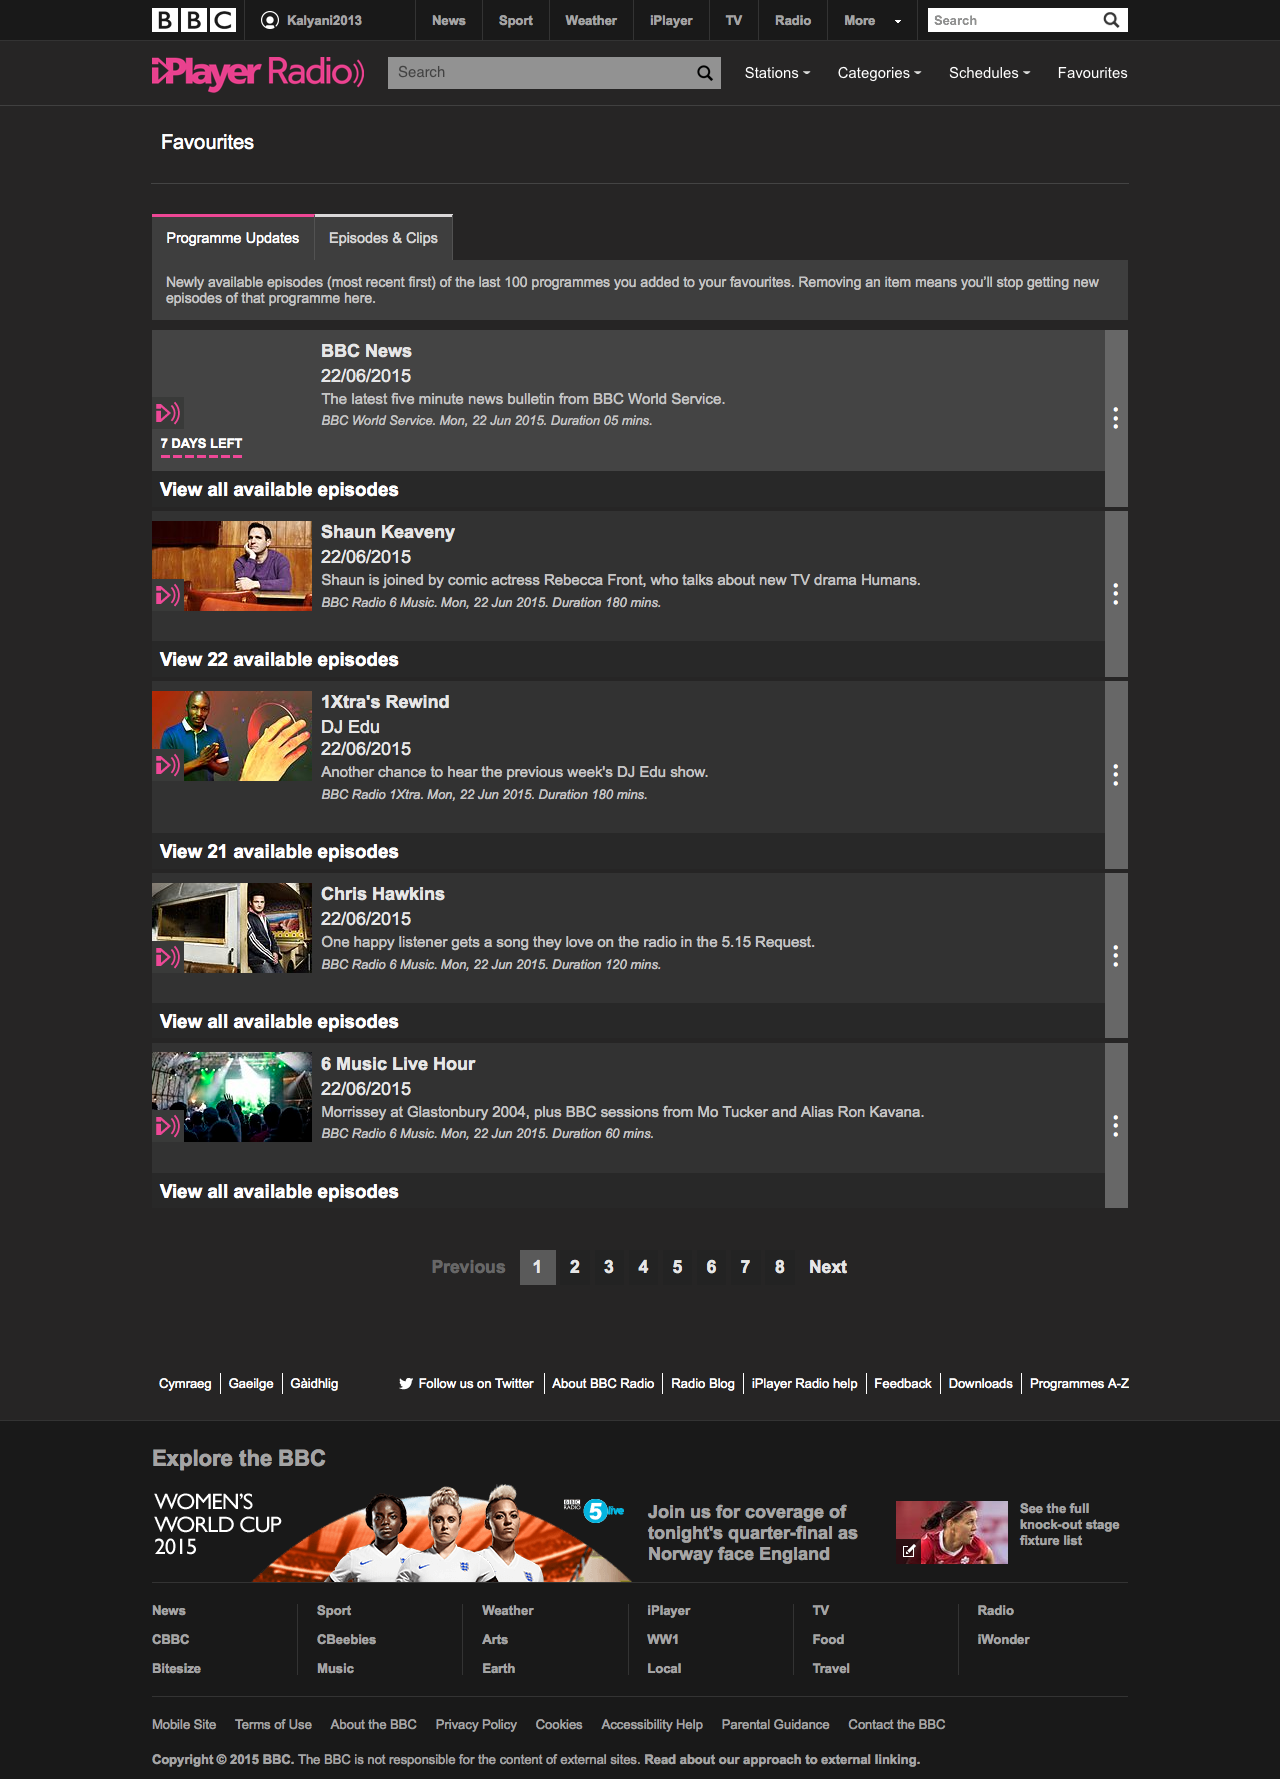 BBC
Kalyani2013
News
Sport
Weather
iPlayer
TV
Radio
More
Search
iPlayer Radio
Search
Stations
Categories
Schedules
Favourites
Favourites
Programme Updates
Episodes & Clips
Newly available episodes (most recent first) of the last 100 programmes you added to your favourites. Removing an item means you'll stop getting new
episodes of that programme here.
BBC News
22/06/2015
The latest five minute news bulletin from BBC World Service.
BBC World Service. Mon, 22 Jun 2015. Duration 05 mins.
7 DAYS LEFT
View all available episodes
Shaun Keaveny
22/06/2015
Shaun is joined by comic actress Rebecca Front, who talks about new TV drama Humans.
BBC Radio 6 Music. Mon, 22 Jun 2015. Duration 180 mins.
View 22 available episodes
1Xtra's Rewind
DJ Edu
22/06/2015
Another chance to hear the previous week's DJ Edu show.
BBC Radio 1Xtra. Mon, 22 Jun 2015. Duration 180 mins.
View 21 available episodes
Chris Hawkins
22/06/2015
One happy listener gets a song they love on the radio in the 5.15 Request.
BBC Radio 6 Music. Mon, 22 Jun 2015. Duration 120 mins.
View all available episodes
6 Music Live Hour
22/06/2015
Morrissey at Glastonbury 2004, plus BBC sessions from Mo Tucker and Alias Ron Kavana.
BBC Radio 6 Music. Mon, 22 Jun 2015. Duration 60 mins.
View all available episodes
Previous 1 2 3 4 5 6 7 8 Next
Cymraeg
Gaeilge
Gàidhlig
Follow us on Twitter
About BBC Radio
Radio Blog
iPlayer Radio help
Feedback
Downloads
Programmes A-Z
Explore the BBC
WOMEN'S
WORLD CUP
2015
BBC
RADIO
5 live
Join us for coverage of
tonight's quarter-final as
Norway face England
See the full
knock-out stage
fixture list
News
CBBC
Bitesize
Sport
CBeebies
Music
Weather
Arts
Earth
iPlayer
WW1
Local
TV
Food
Travel
Radio
iWonder
Mobile Site
Terms of Use
About the BBC
Privacy Policy
Cookies
Accessibility Help
Parental Guidance
Contact the BBC
Copyright © 2015 BBC. The BBC is not responsible for the content of external sites. Read about our approach to external linking.